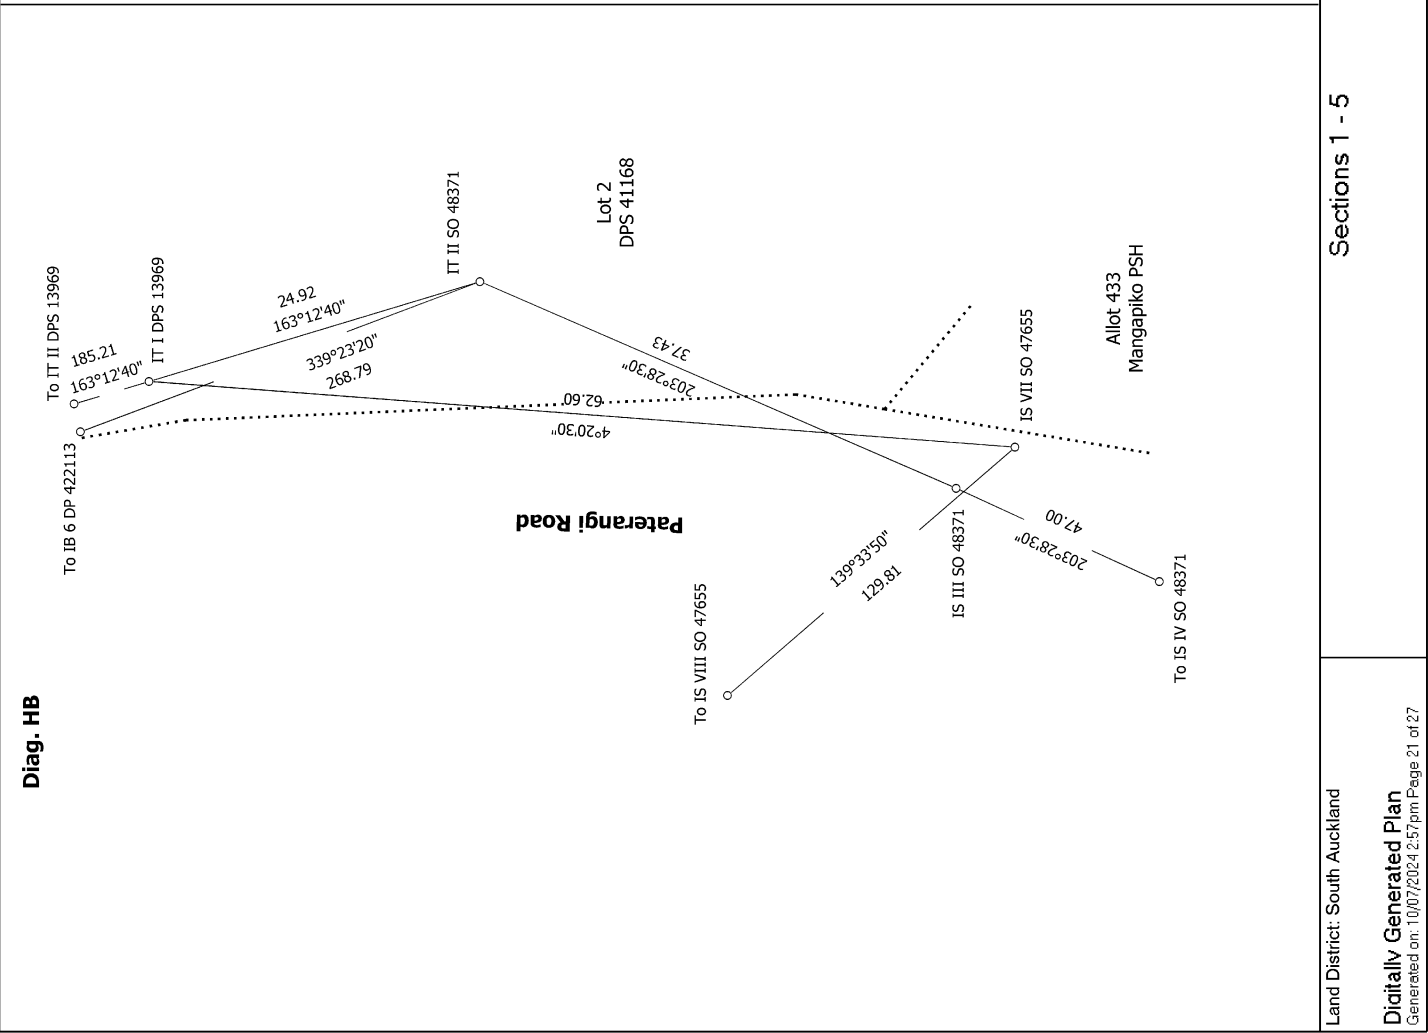 Diag. HB
To IT II DPS 13969
185.21
163°12'40"
IT I DPS 13969
To IB 6 DP 422113
24.92
163°12'40"
339°23'20"
268.79
IT II SO 48371
Lot 2
DPS 41168
37.43
203°28'30"
62.60
4°20'30"
Paterangi Road
IS VII SO 47655
Allot 433
Mangapiko PSH
139°33'50"
129.81
To IS VIII SO 47655
IS III SO 48371
47.00
203°28'30"
To IS IV SO 48371
Sections 1 - 5
Land District: South Auckland
Digitally Generated Plan
Generated on: 10/07/2024 2:57pm Page 21 of 27